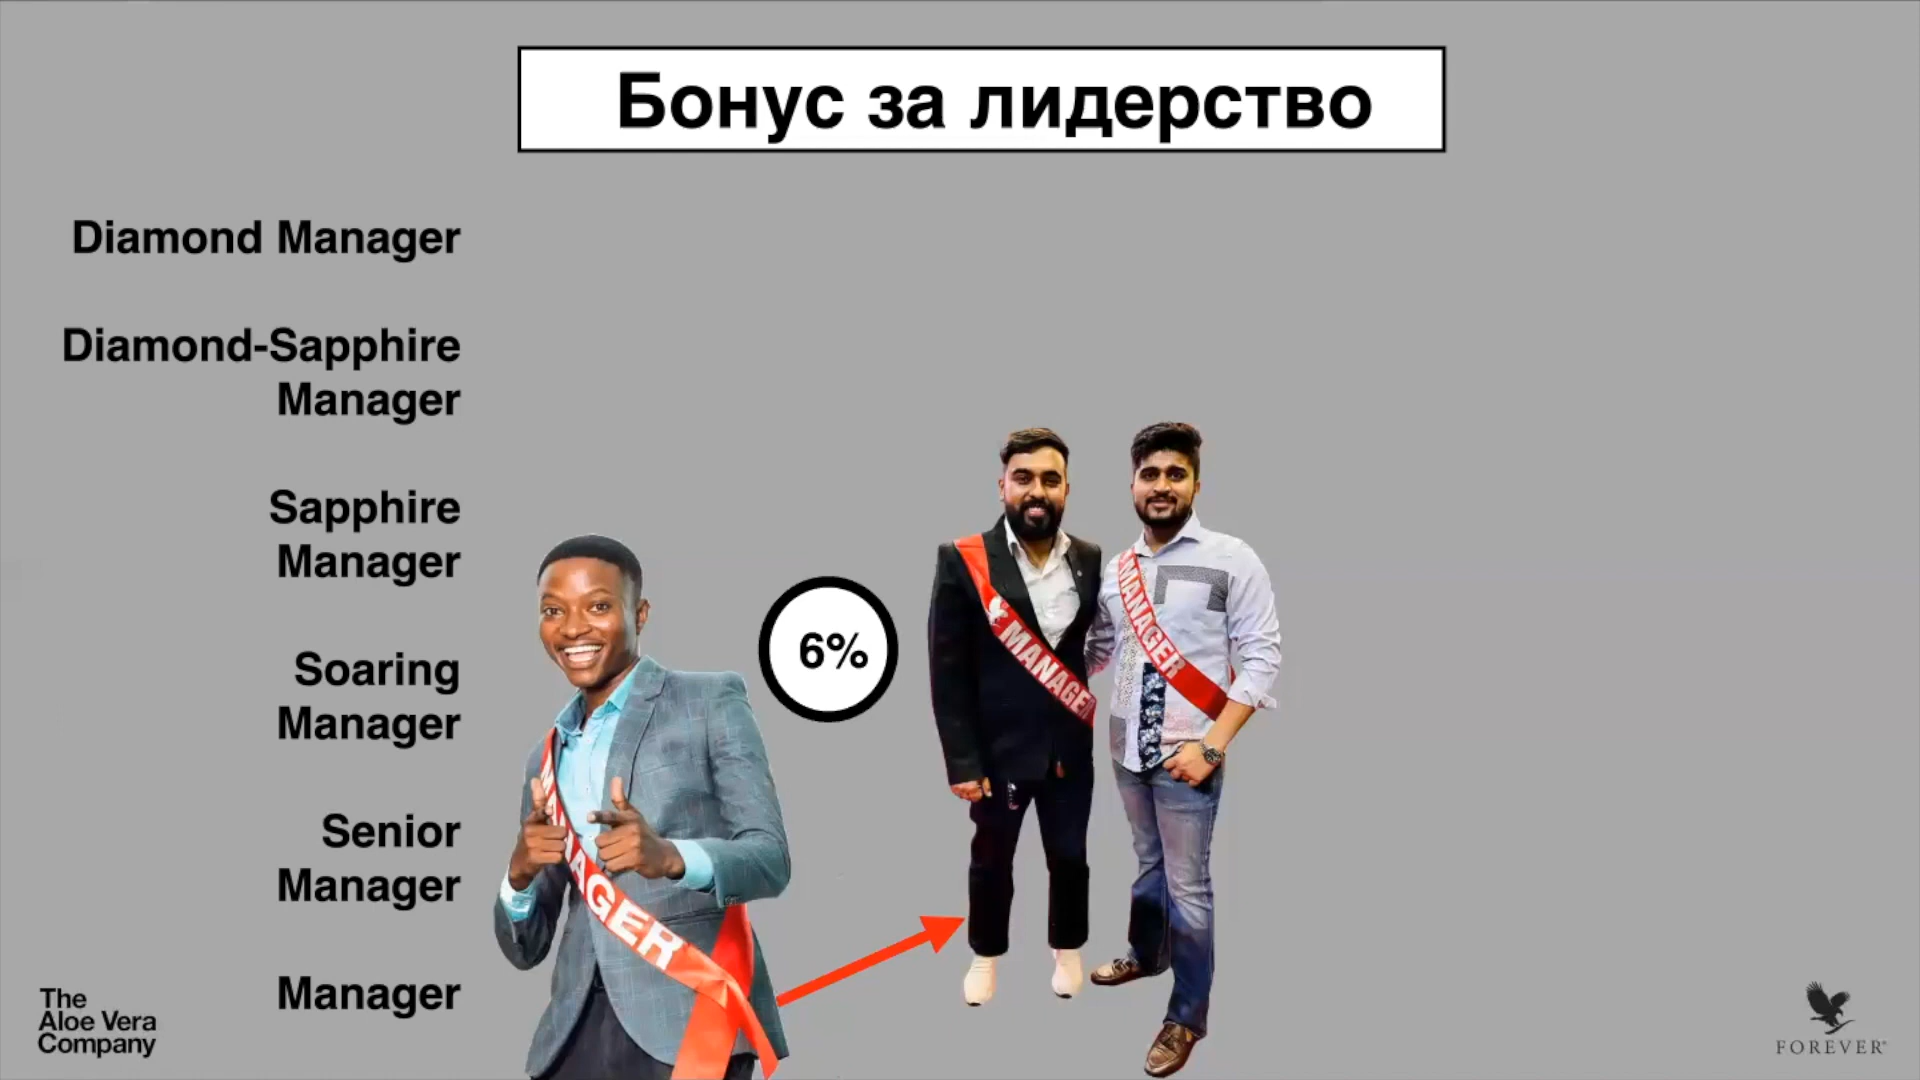 Бонус за лидерство
Diamond Manager
Diamond-Sapphire
Manager
Sapphire
Manager
Soaring
Manager
Senior
Manager
Manager
6%
MANAGER
MANAGE
MANAGER
The
Aloe Vera
Company
FOREVER